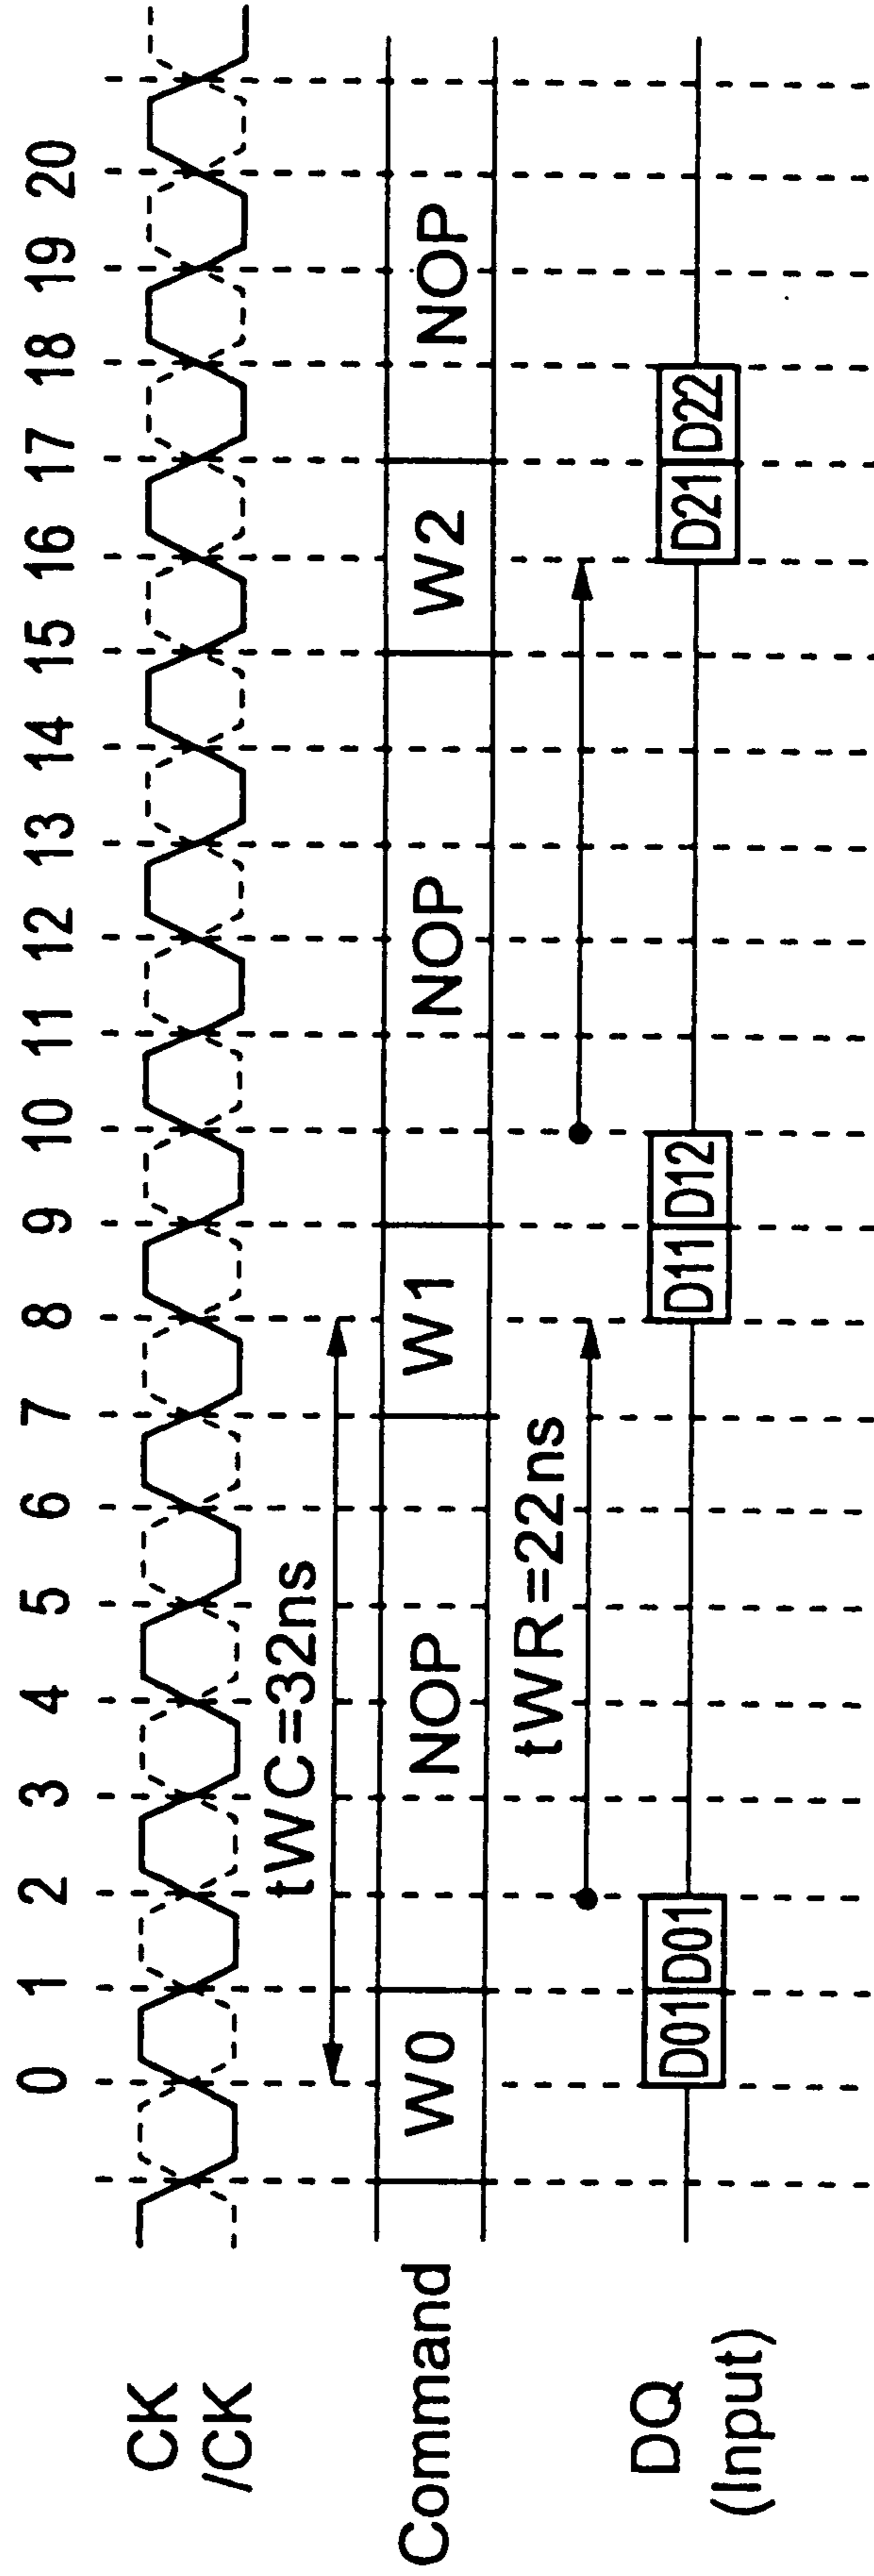 0 1 2 3 4 5 6 7 8 9 10 11 12 13 14 15 16 17 18 19 20
CK
/CK
tWC=32ns
Command W0 NOP W1 NOP W2 NOP
tWR=22ns
DQ D01 D01 D11 D12 D21 D22
(Input)